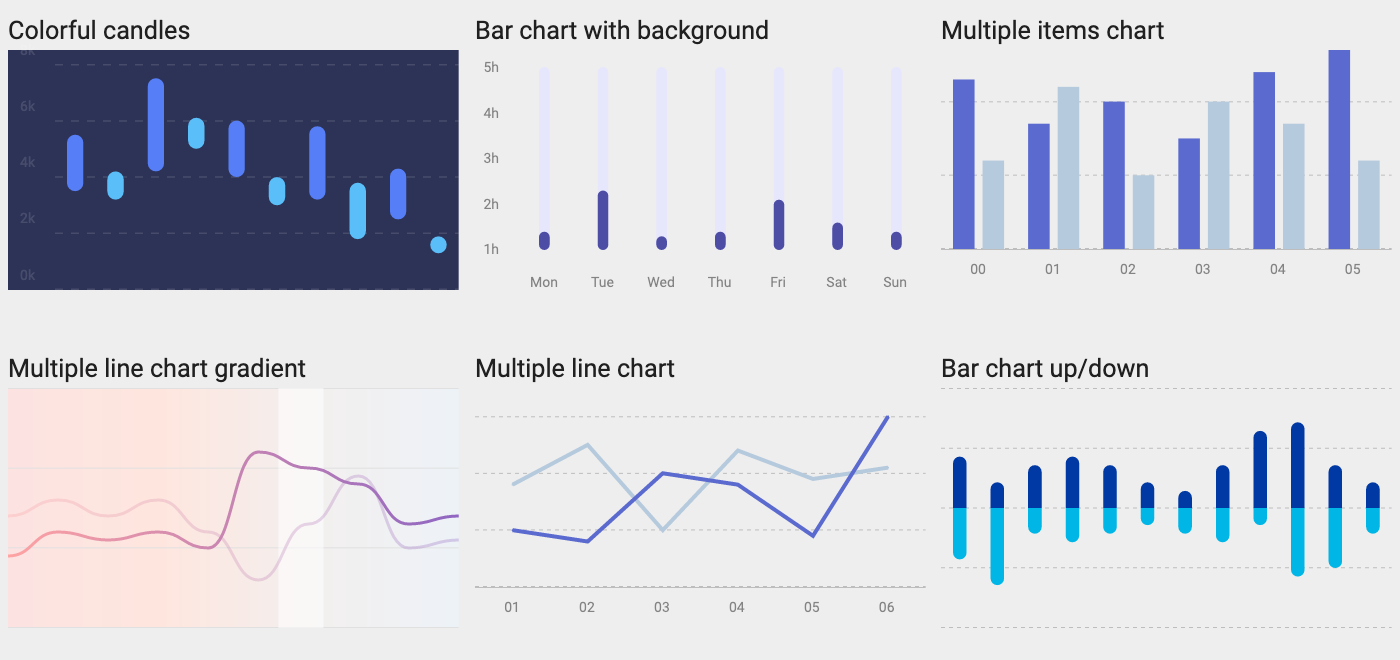 Colorful candles
8k
6k
4k
2k
0k
Bar chart with background
5h
4h
3h
2h
1h
Mon Tue Wed Thu Fri Sat Sun
Multiple items chart
00 01 02 03 04 05
Multiple line chart gradient
Multiple line chart
01 02 03 04 05 06
Bar chart up/down